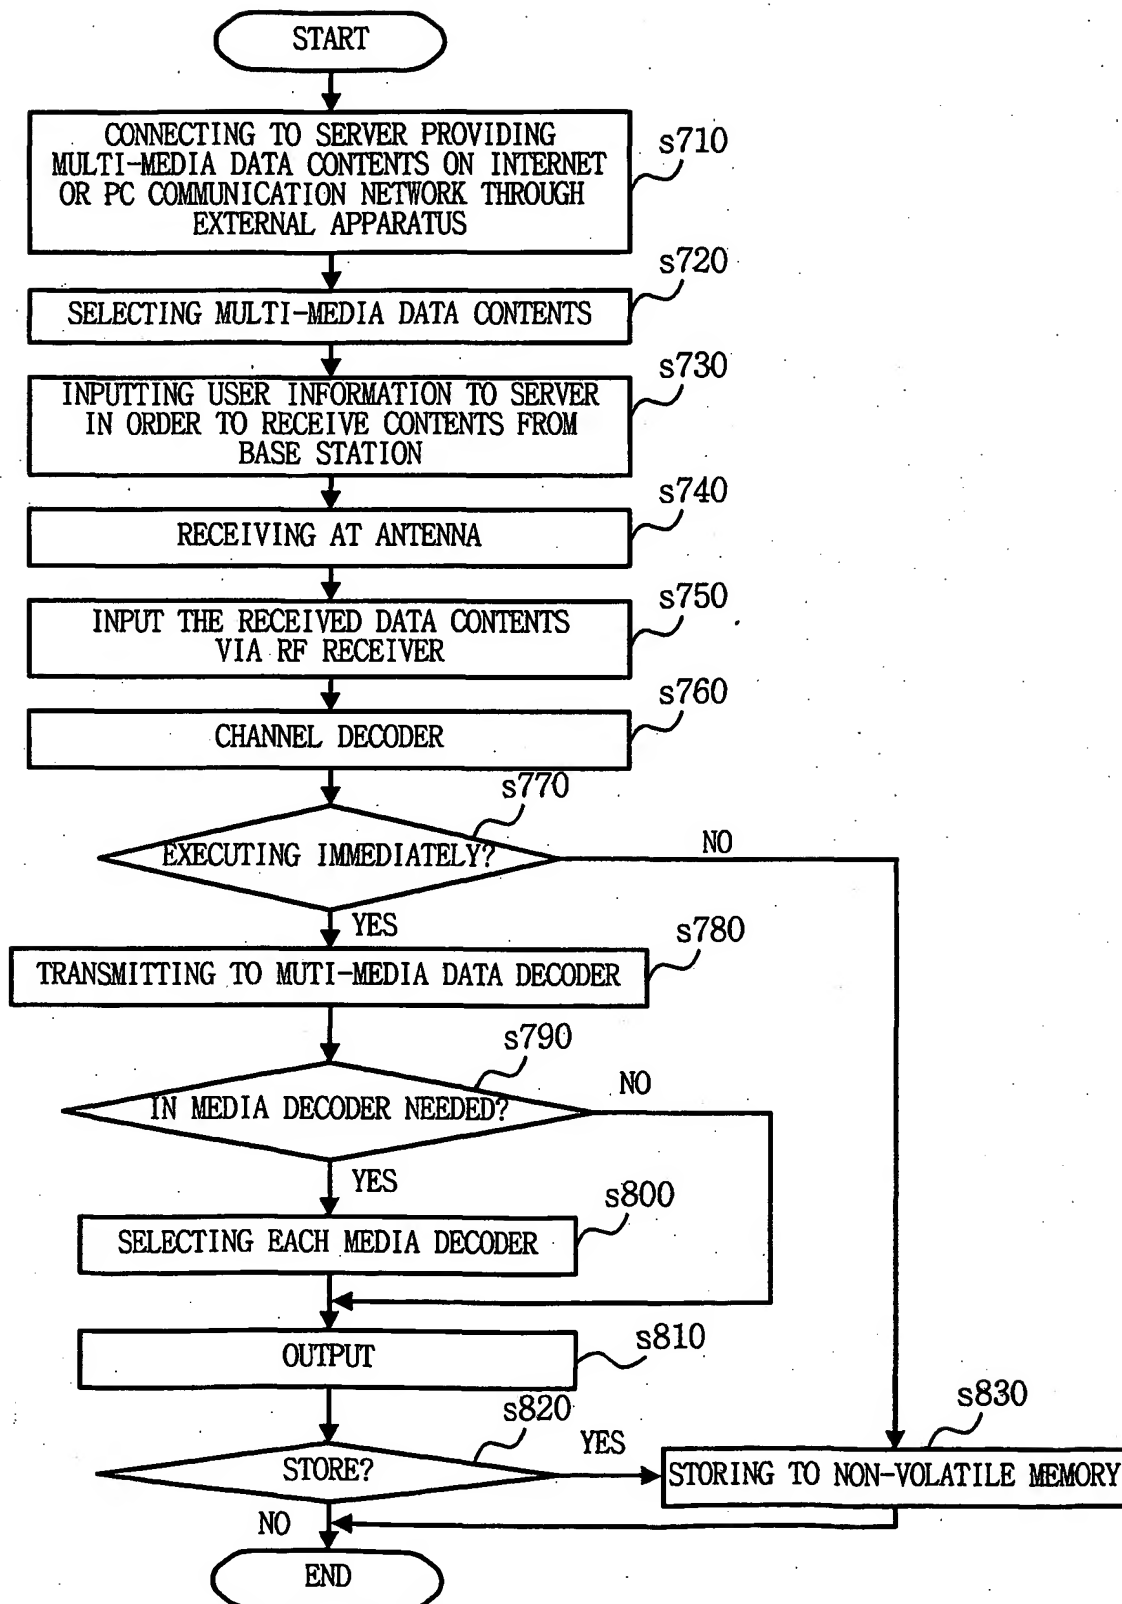 START
CONNECTING TO SERVER PROVIDING
MULTI-MEDIA DATA CONTENTS ON INTERNET
OR PC COMMUNICATION NETWORK THROUGH
EXTERNAL APPARATUS
s710
s720
SELECTING MULTI-MEDIA DATA CONTENTS
s730
INPUTTING USER INFORMATION TO SERVER
IN ORDER TO RECEIVE CONTENTS FROM
BASE STATION
s740
RECEIVING AT ANTENNA
s750
INPUT THE RECEIVED DATA CONTENTS
VIA RF RECEIVER
s760
CHANNEL DECODER
s770
EXECUTING IMMEDIATELY?
NO
YES
s780
TRANSMITTING TO MUTI-MEDIA DATA DECODER
s790
IN MEDIA DECODER NEEDED?
NO
YES
s800
SELECTING EACH MEDIA DECODER
s810
OUTPUT
s820
STORE?
YES
s830
STORING TO NON-VOLATILE MEMORY
NO
END